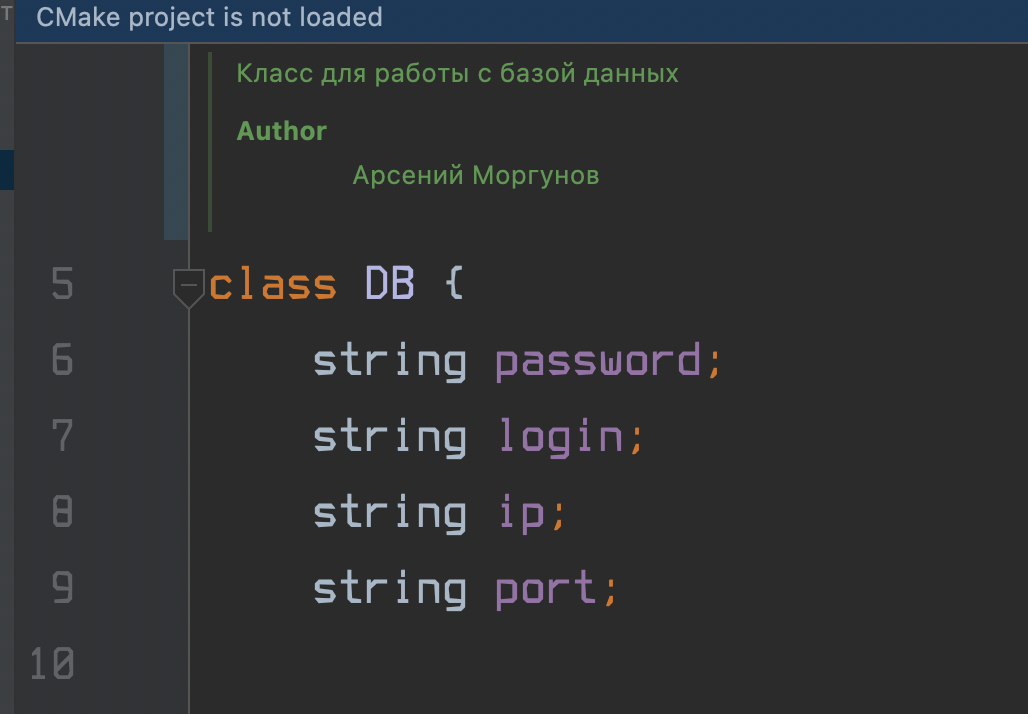 T
CMake project is not loaded
Класс для работы с базой данных
Author
Арсений Моргунов
5 class DB {
6 string password;
7 string login;
8 string ip;
9 string port;
10